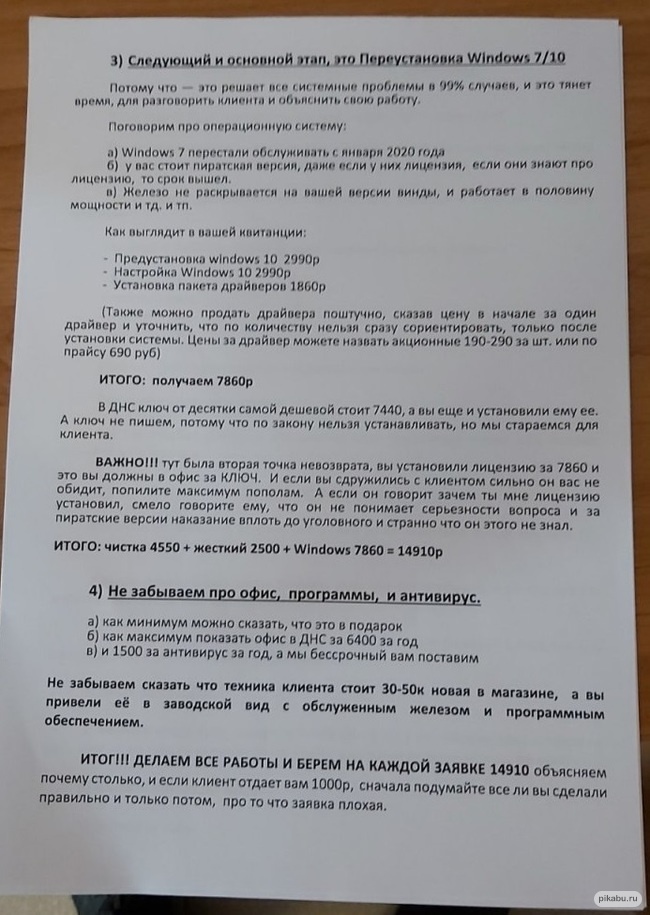 3) Следующий и основной этап, это Переустановка Windows 7/10
Потому что — это решает все системные проблемы в 99% случаев, и это тянет
время, для разговорить клиента и объяснить свою работу.
Поговорим про операционную систему:
а) Windows 7 перестали обслуживать с января 2020 года
б) у вас стоит пиратская версия, даже если у них лицензия, если они знают про
лицензию, то срок вышел.
в) Железо не раскрывается на вашей версии винды, и работает в половину
мощности и тд. и тп.
Как выглядит в вашей квитанции:
- Предустановка windows 10 2990р
- Настройка Windows 10 2990р
- Установка пакета драйверов 1860р
(Также можно продать драйвера поштучно, сказав цену в начале за один
драйвер и уточнить, что по количеству нельзя сразу сориентировать, только после
установки системы. Цены за драйвер можете назвать акционные 190-290 за шт. или по
прайсу 690 руб)
ИТОГО: получаем 7860р
В ДНС ключ от десятки самой дешевой стоит 7440, а вы еще и установили ему ее.
А ключ не пишем, потому что по закону нельзя устанавливать, но мы стараемся для
клиента.
ВАЖНО!!! тут была вторая точка невозврата, вы установили лицензию за 7860 и
это вы должны в офис за КЛЮЧ. И если вы сдружились с клиентом сильно он вас не
обидит, попилите максимум пополам. А если он говорит зачем ты мне лицензию
установил, смело говорите ему, что он не понимает серьезности вопроса и за
пиратские версии наказание вплоть до уголовного и странно что он этого не знал.
ИТОГО: чистка 4550 + жесткий 2500 + Windows 7860 = 14910р
4) Не забываем про офис, программы, и антивирус.
а) как минимум можно сказать, что это в подарок
б) как максимум показать офис в ДНС за 6400 за год
в) и 1500 за антивирус за год, а мы бессрочный вам поставим
Не забываем сказать что техника клиента стоит 30-50к новая в магазине, а вы
привели её в заводской вид с обслуженным железом и программным
обеспечением.
ИТОГ!!! ДЕЛАЕМ ВСЕ РАБОТЫ И БЕРЕМ НА КАЖДОЙ ЗАЯВКЕ 14910 объясняем
почему столько, и если клиент отдает вам 1000р, сначала подумайте все ли вы сделали
правильно и только потом, про то что заявка плохая.
pikabu.ru